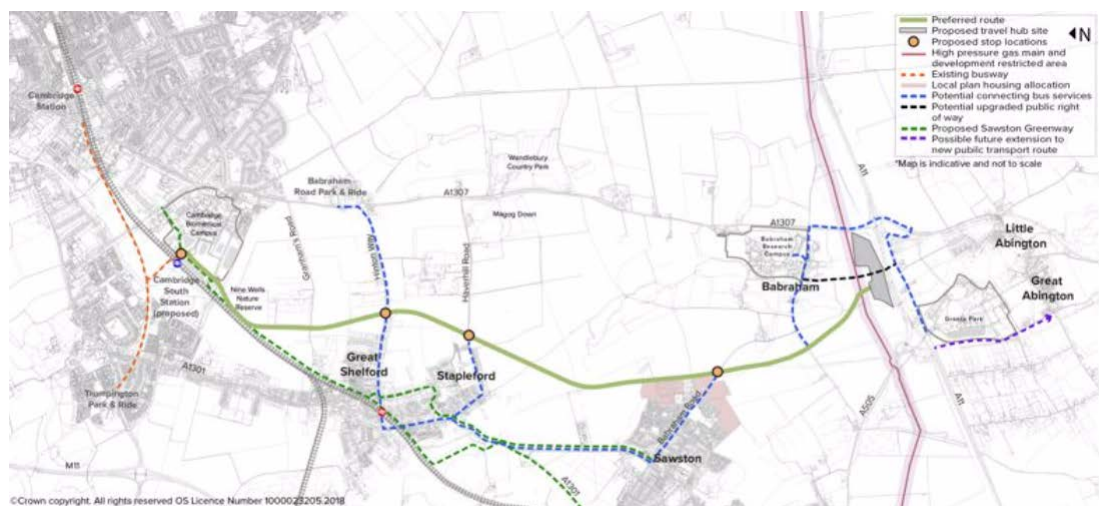 Preferred route
Proposed travel hub site
Proposed stop locations
High pressure gas main and
development restricted area
Existing busway
Local plan housing allocation
Potential connecting bus services
Potential upgraded public right
of way
Proposed Sawston Greenway
Possible future extension to
new public transport route
N
*Map is indicative and not to scale
Cambridge
Station
Cambridge
Biomedical
Campus
Cambridge
South
Station
(proposed)
Nine Wells
Nature
Reserve
Granham's Road
Babraham
Road Park & Ride
Hinton Way
A1307
Wandlebury
Country Park
Magog Down
Haverhill Road
A1307
Babraham
Research
Campus
Babraham
A11
Little
Abington
Great
Abington
Granta Park
Great
Shelford
Stapleford
Trumpington
Park & Ride
A1301
M11
Babraham Road
Sawston
A1301
A505
A11
©Crown copyright. All rights reserved OS Licence Number 1000023205.2018